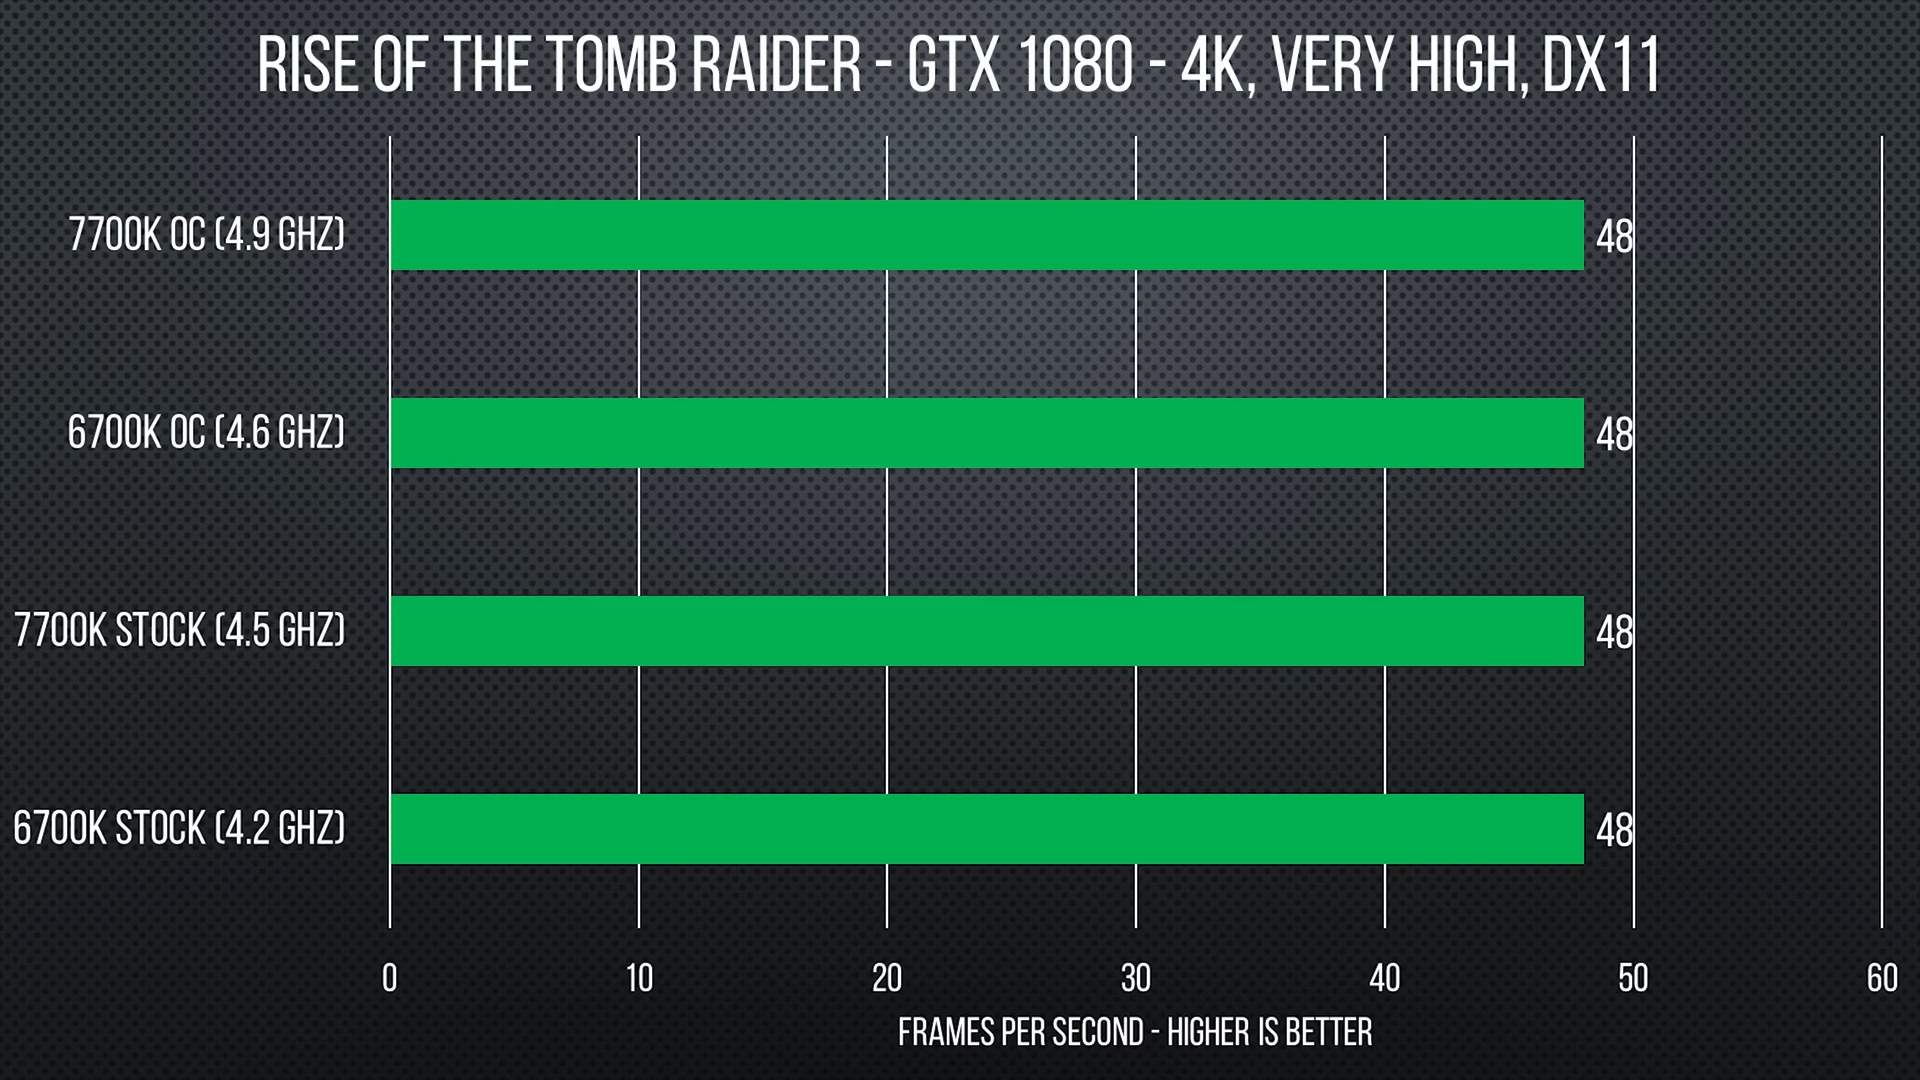 RISE OF THE TOMB RAIDER - GTX 1080 - 4K, VERY HIGH, DX11
7700K OC (4.9 GHZ) 48
6700K OC (4.6 GHZ) 48
7700K STOCK (4.5 GHZ) 48
6700K STOCK (4.2 GHZ) 48
0 10 20 30 40 50 60
FRAMES PER SECOND - HIGHER IS BETTER